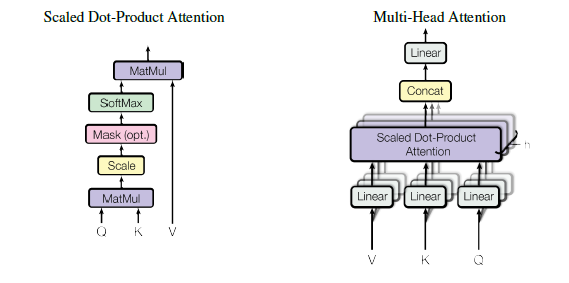 Scaled Dot-Product Attention
MatMul
SoftMax
Mask (opt.)
Scale
MatMul
Q K V
Multi-Head Attention
Linear
Concat
Scaled Dot-Product
Attention
h
Linear Linear Linear
V K Q